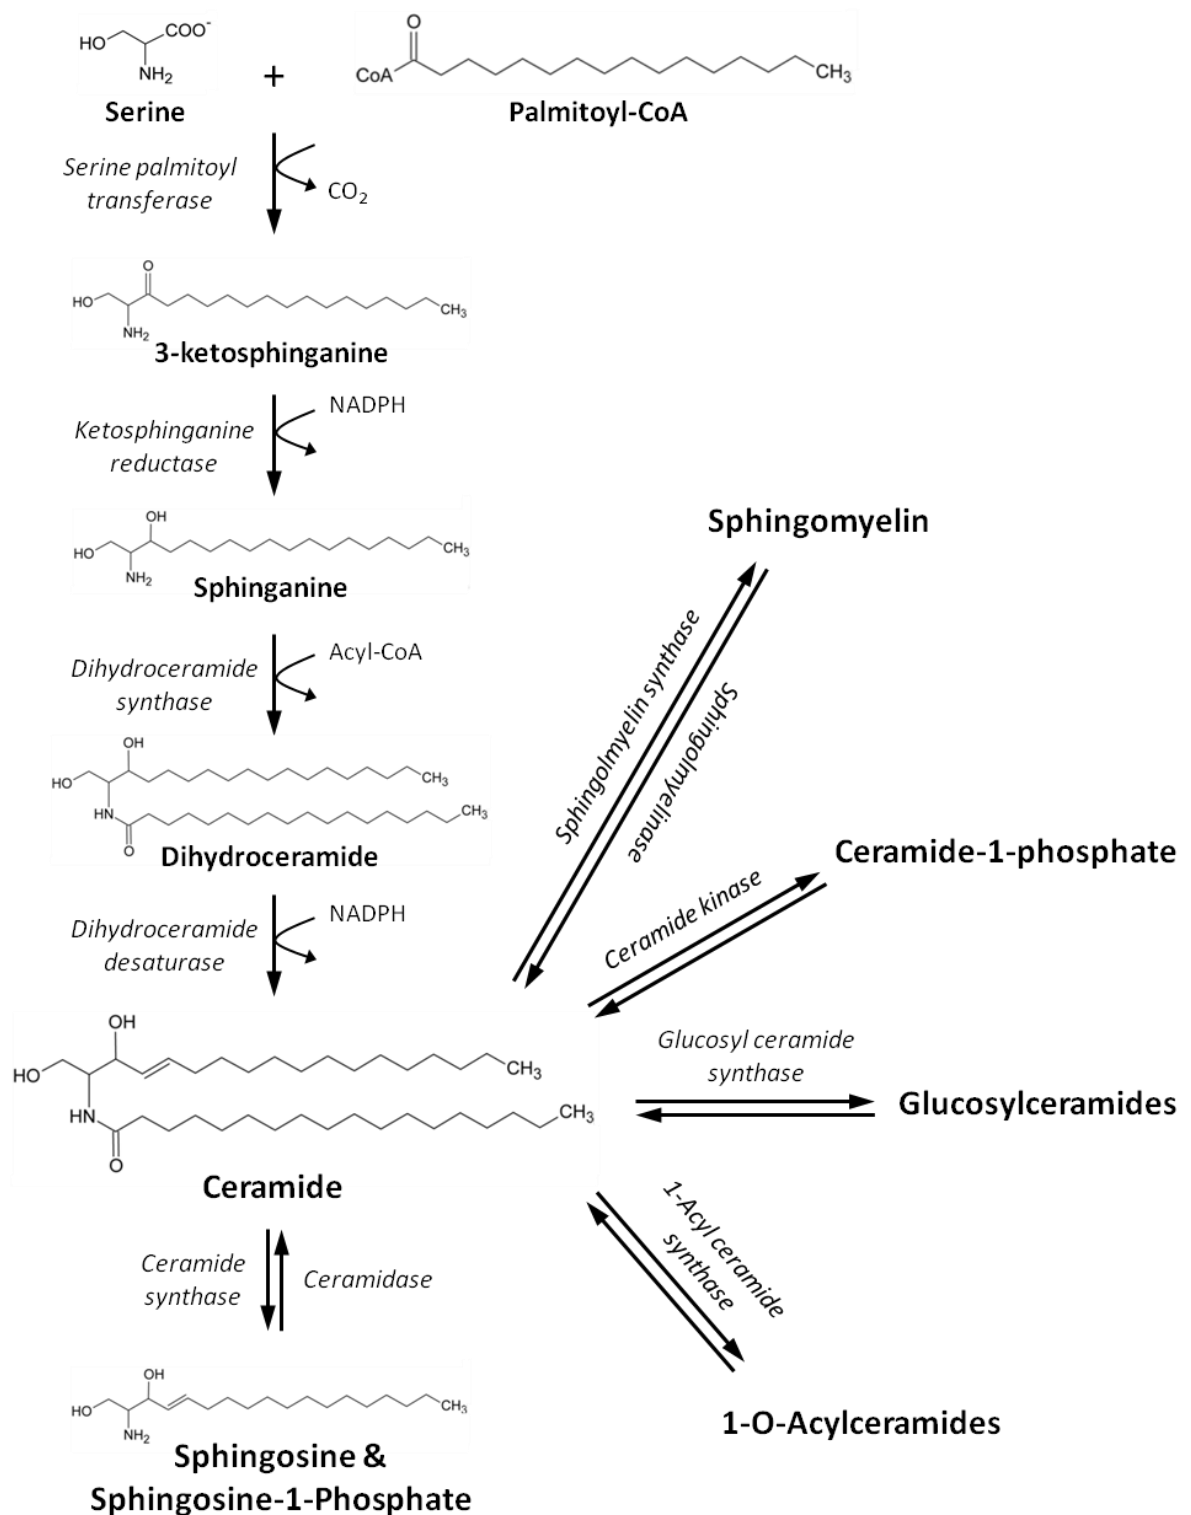 O
HO
COO⁻
NH₂
Serine
+
O
CoA
CH₃
Palmitoyl-CoA
Serine palmitoyl
transferase
CO₂
O
HO
NH₂
CH₃
3-ketosphinganine
NADPH
Ketosphinganine
reductase
OH
HO
NH₂
CH₃
Sphinganine
Acyl-CoA
Dihydroceramide
synthase
OH
HO
CH₃
HN
CH₃
O
Dihydroceramide
NADPH
Dihydroceramide
desaturase
OH
HO
CH₃
HN
CH₃
O
Ceramide
Ceramide
synthase
Ceramidase
OH
HO
NH₂
CH₃
Sphingosine &
Sphingosine-1-Phosphate
Sphingomyelin
Sphingolmyelin synthase
Sphingolmyelinase
Ceramide-1-phosphate
Ceramide kinase
Glucosyl ceramide
synthase
Glucosylceramides
1-Acyl ceramide
synthase
1-O-Acylceramides